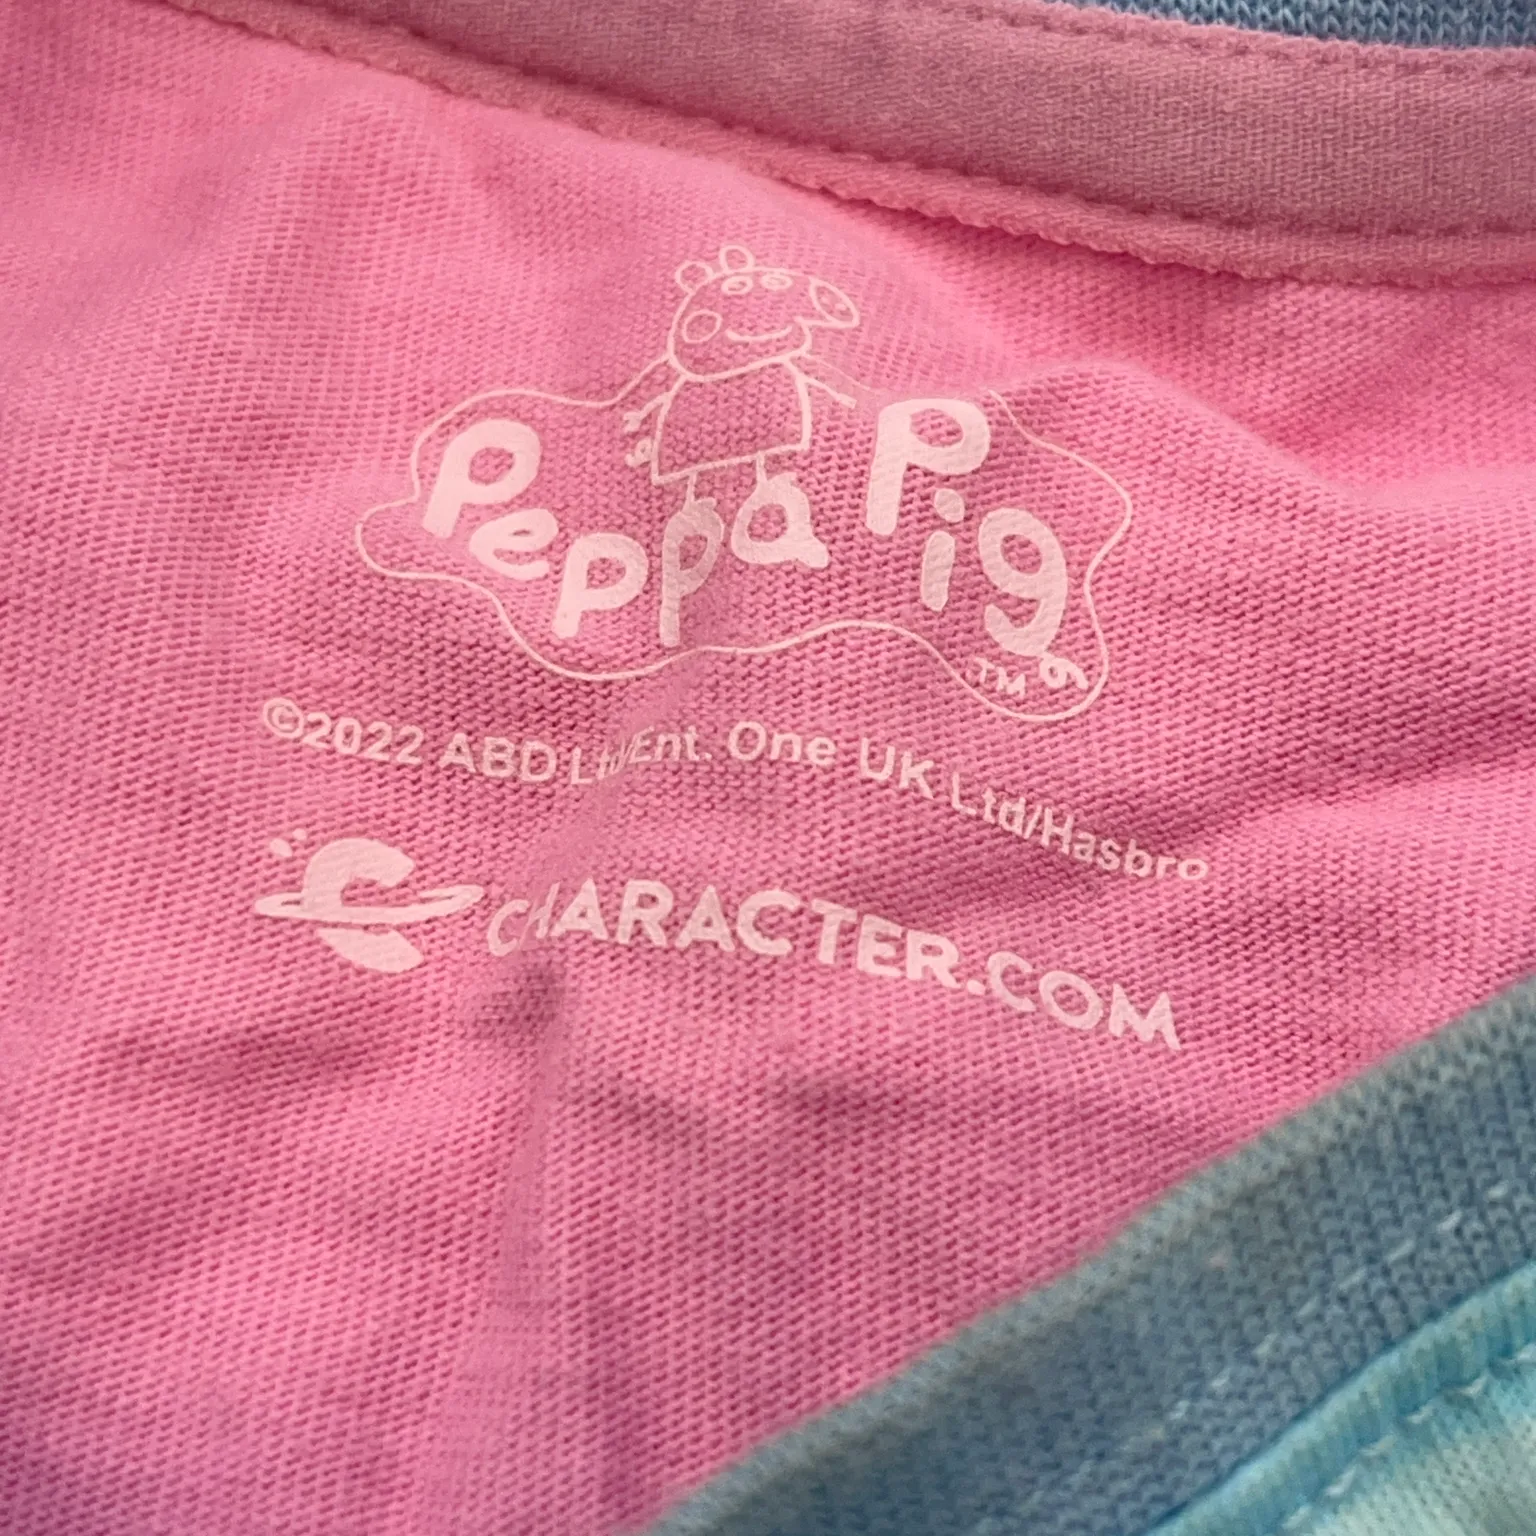 Peppa Pig
TM
©2022 ABD Ltd/Ent. One UK Ltd/Hasbro
CHARACTER.COM